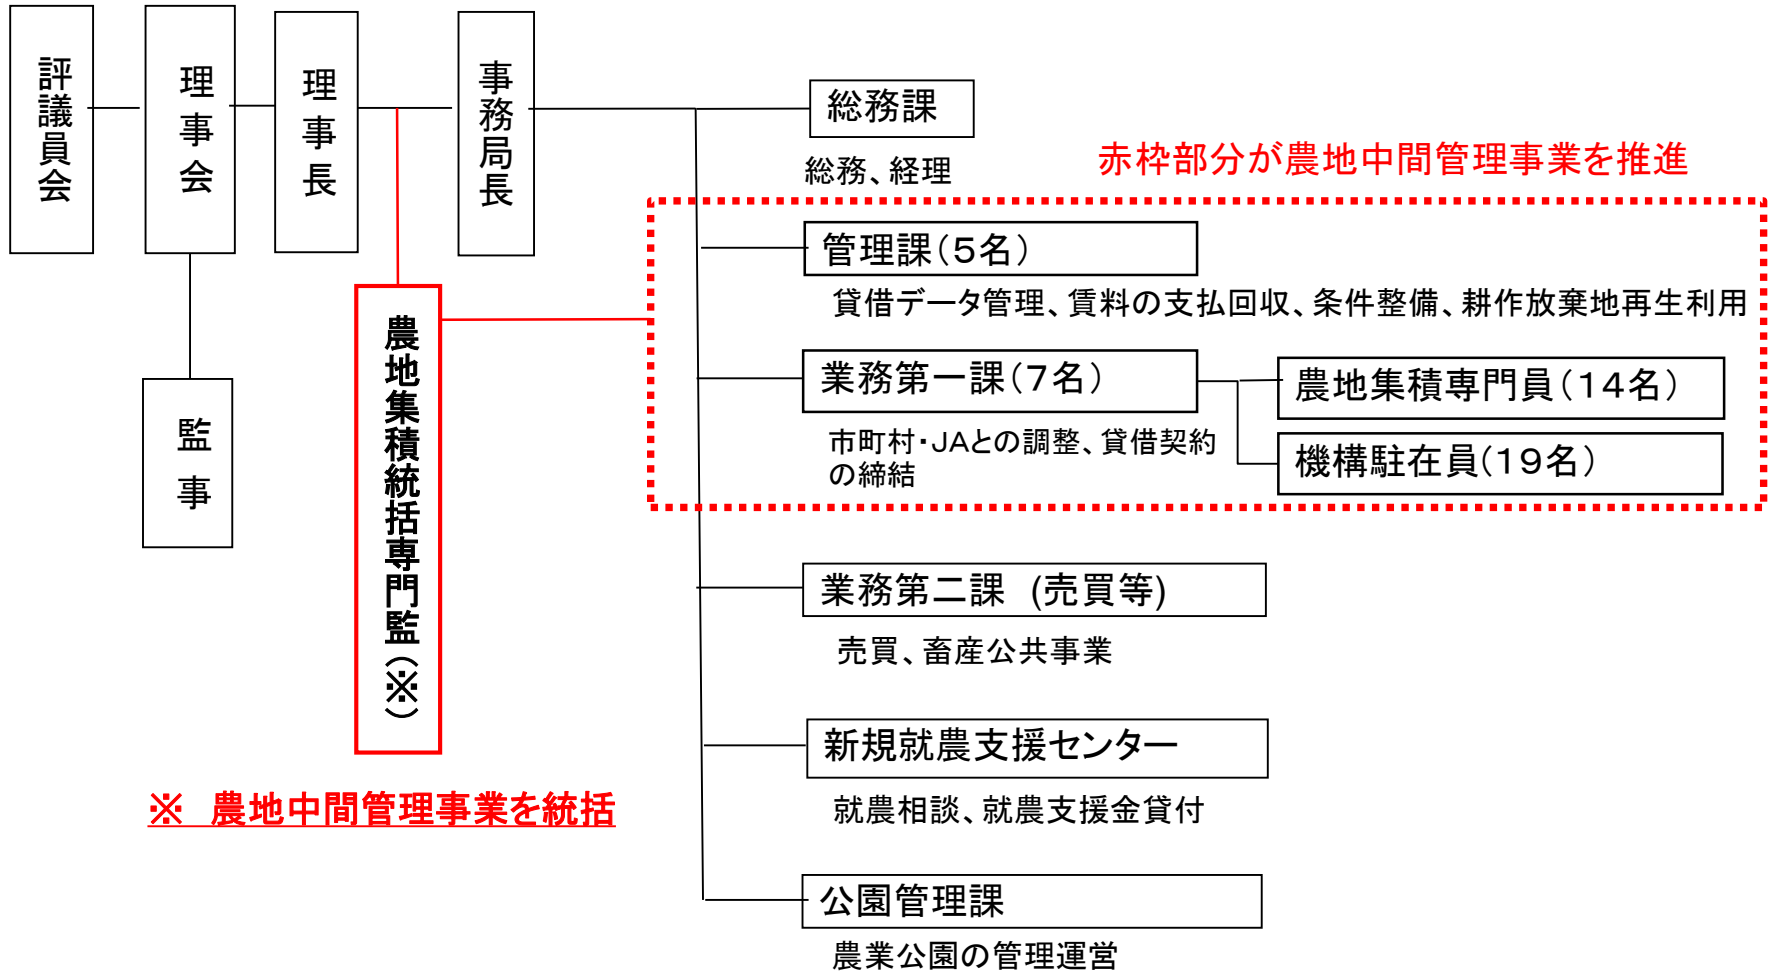 評議員会
理事会
理事長
事務局長
監事
農地集積統括専門監(※)
※　農地中間管理事業を統括
総務課
総務、経理
赤枠部分が農地中間管理事業を推進
管理課(5名)
貸借データ管理、賃料の支払回収、条件整備、耕作放棄地再生利用
業務第一課(7名)
市町村・JAとの調整、貸借契約
の締結
農地集積専門員(14名)
機構駐在員(19名)
業務第二課 (売買等)
売買、畜産公共事業
新規就農支援センター
就農相談、就農支援金貸付
公園管理課
農業公園の管理運営